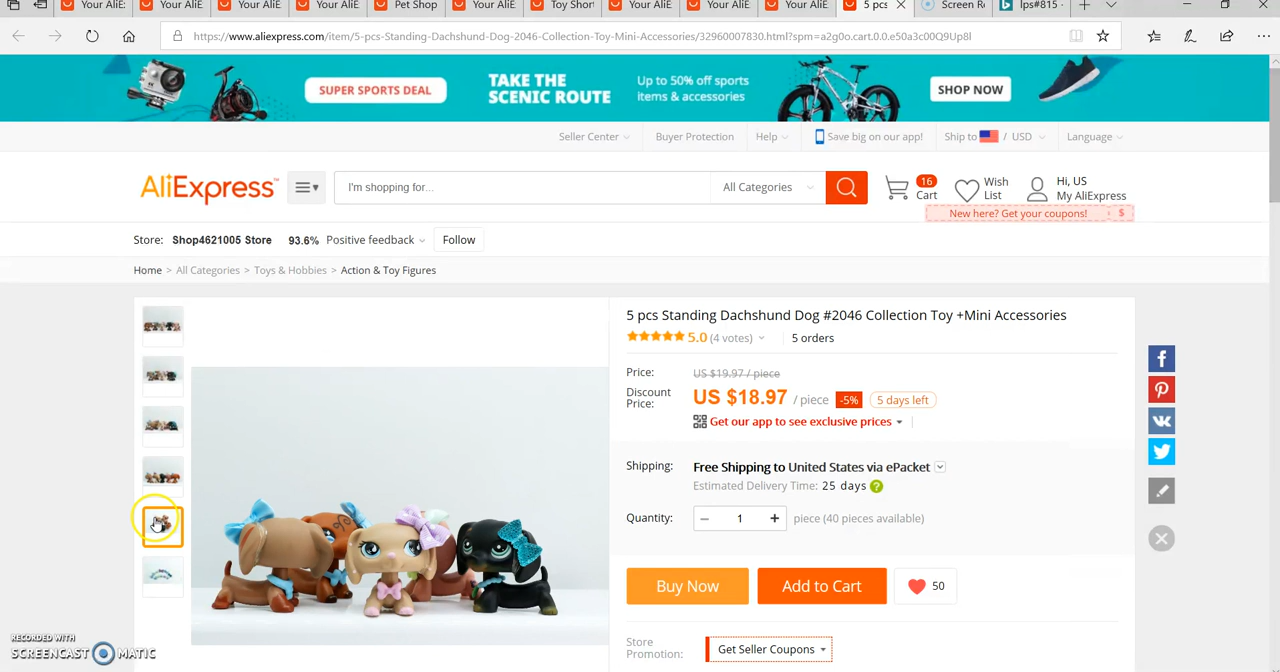 Your AliE: Your AliE Your AliE Your AliE Pet Shop Your AliE Toy Shor Your AliE Your AliE Your AliE 5 pcs Screen Re lps#815 -
https://www.aliexpress.com/item/5-pcs-Standing-Dachshund-Dog-2046-Collection-Toy-Mini-Accessories/32960007830.html?spm=a2g0o.cart.0.0.e50a3c00Q9Up8l
SUPER SPORTS DEAL TAKE THE SCENIC ROUTE Up to 50% off sports items & accessories SHOP NOW
Seller Center Buyer Protection Help Save big on our app! Ship to / USD Language
AliExpress™ I'm shopping for... All Categories 16 Cart Wish List Hi, US My AliExpress
New here? Get your coupons! $
Store: Shop4621005 Store 93.6% Positive feedback Follow
Home > All Categories > Toys & Hobbies > Action & Toy Figures
5 pcs Standing Dachshund Dog #2046 Collection Toy +Mini Accessories
5.0 (4 votes) 5 orders
Price: US $19.97 / piece
Discount Price: US $18.97 / piece -5% 5 days left
Get our app to see exclusive prices
Shipping: Free Shipping to United States via ePacket
Estimated Delivery Time: 25 days ?
Quantity: − 1 + piece (40 pieces available)
Buy Now Add to Cart 50
Store Promotion: Get Seller Coupons
RECORDED WITH
SCREENCAST MATIC